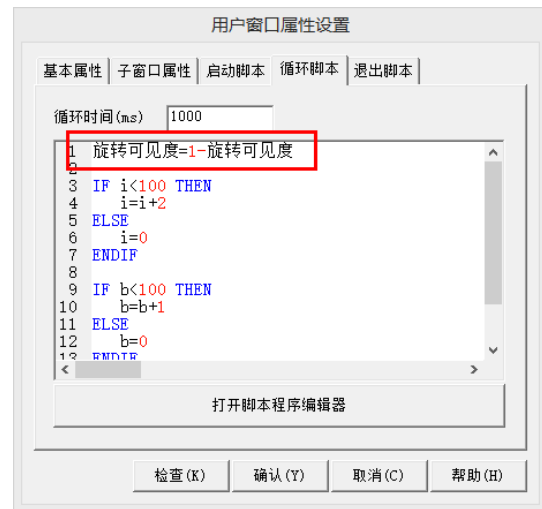 用户窗口属性设置
基本属性 子窗口属性 启动脚本 循环脚本 退出脚本
循环时间(ms) 1000
1 旋转可见度=1-旋转可见度
2
3 IF i<100 THEN
4 i=i+2
5 ELSE
6 i=0
7 ENDIF
8
9 IF b<100 THEN
10 b=b+1
11 ELSE
12 b=0
13 ENDIF
打开脚本程序编辑器
检查(K) 确认(Y) 取消(C) 帮助(H)